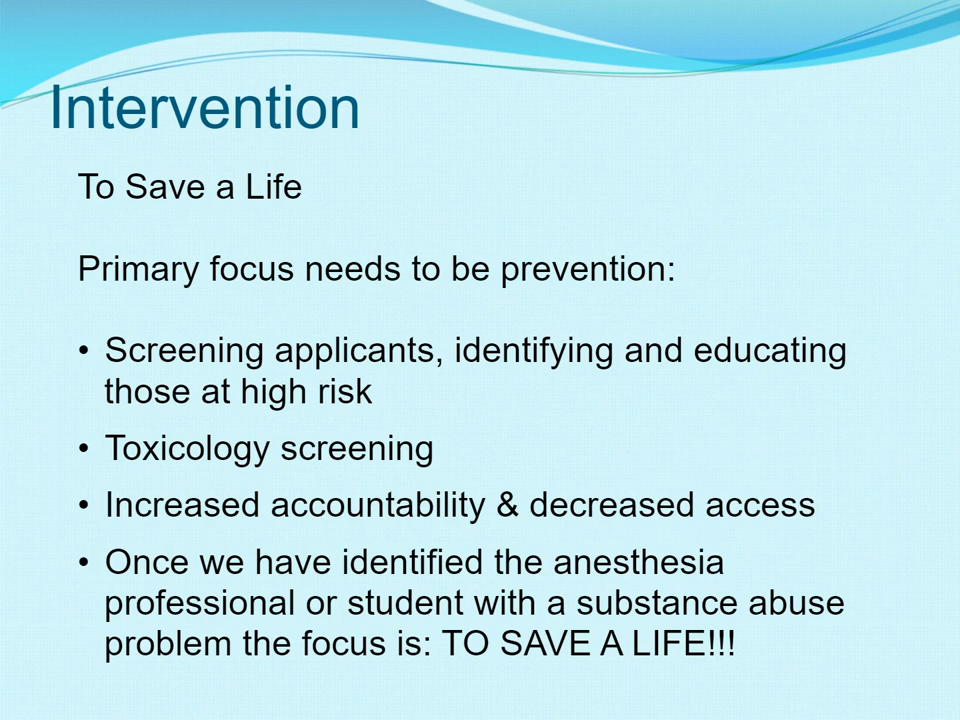 Intervention
To Save a Life
Primary focus needs to be prevention:
• Screening applicants, identifying and educating
those at high risk
• Toxicology screening
• Increased accountability & decreased access
• Once we have identified the anesthesia
professional or student with a substance abuse
problem the focus is: TO SAVE A LIFE!!!